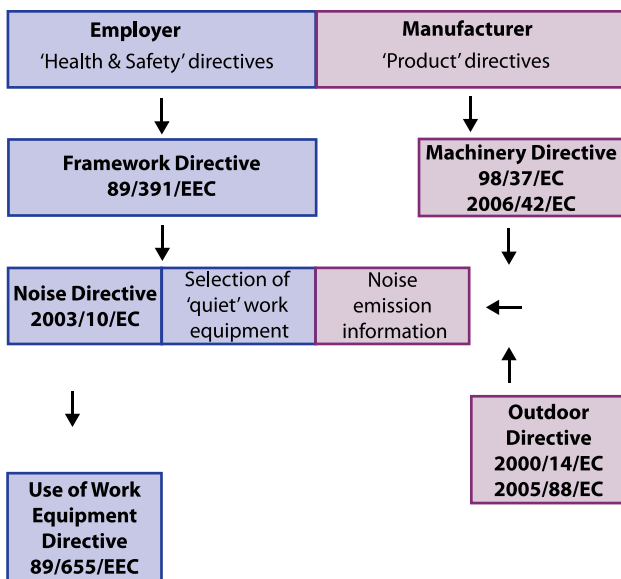 Employer
‘Health & Safety’ directives
Manufacturer
‘Product’ directives
Framework Directive
89/391/EEC
Machinery Directive
98/37/EC
2006/42/EC
Noise Directive
2003/10/EC
Selection of
‘quiet’ work
equipment
Noise
emission
information
Outdoor
Directive
2000/14/EC
2005/88/EC
Use of Work
Equipment
Directive
89/655/EEC